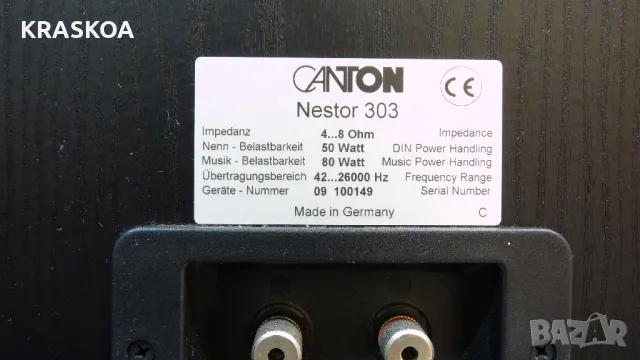 KRASKOA
CANTON
CE
Nestor 303
Impedanz 4...8 Ohm Impedance
Nenn - Belastbarkeit 50 Watt DIN Power Handling
Musik - Belastbarkeit 80 Watt Music Power Handling
Übertragungsbereich 42...26000 Hz Frequency Range
Geräte - Nummer 09 100149 Serial Number
Made in Germany C
BAZAR